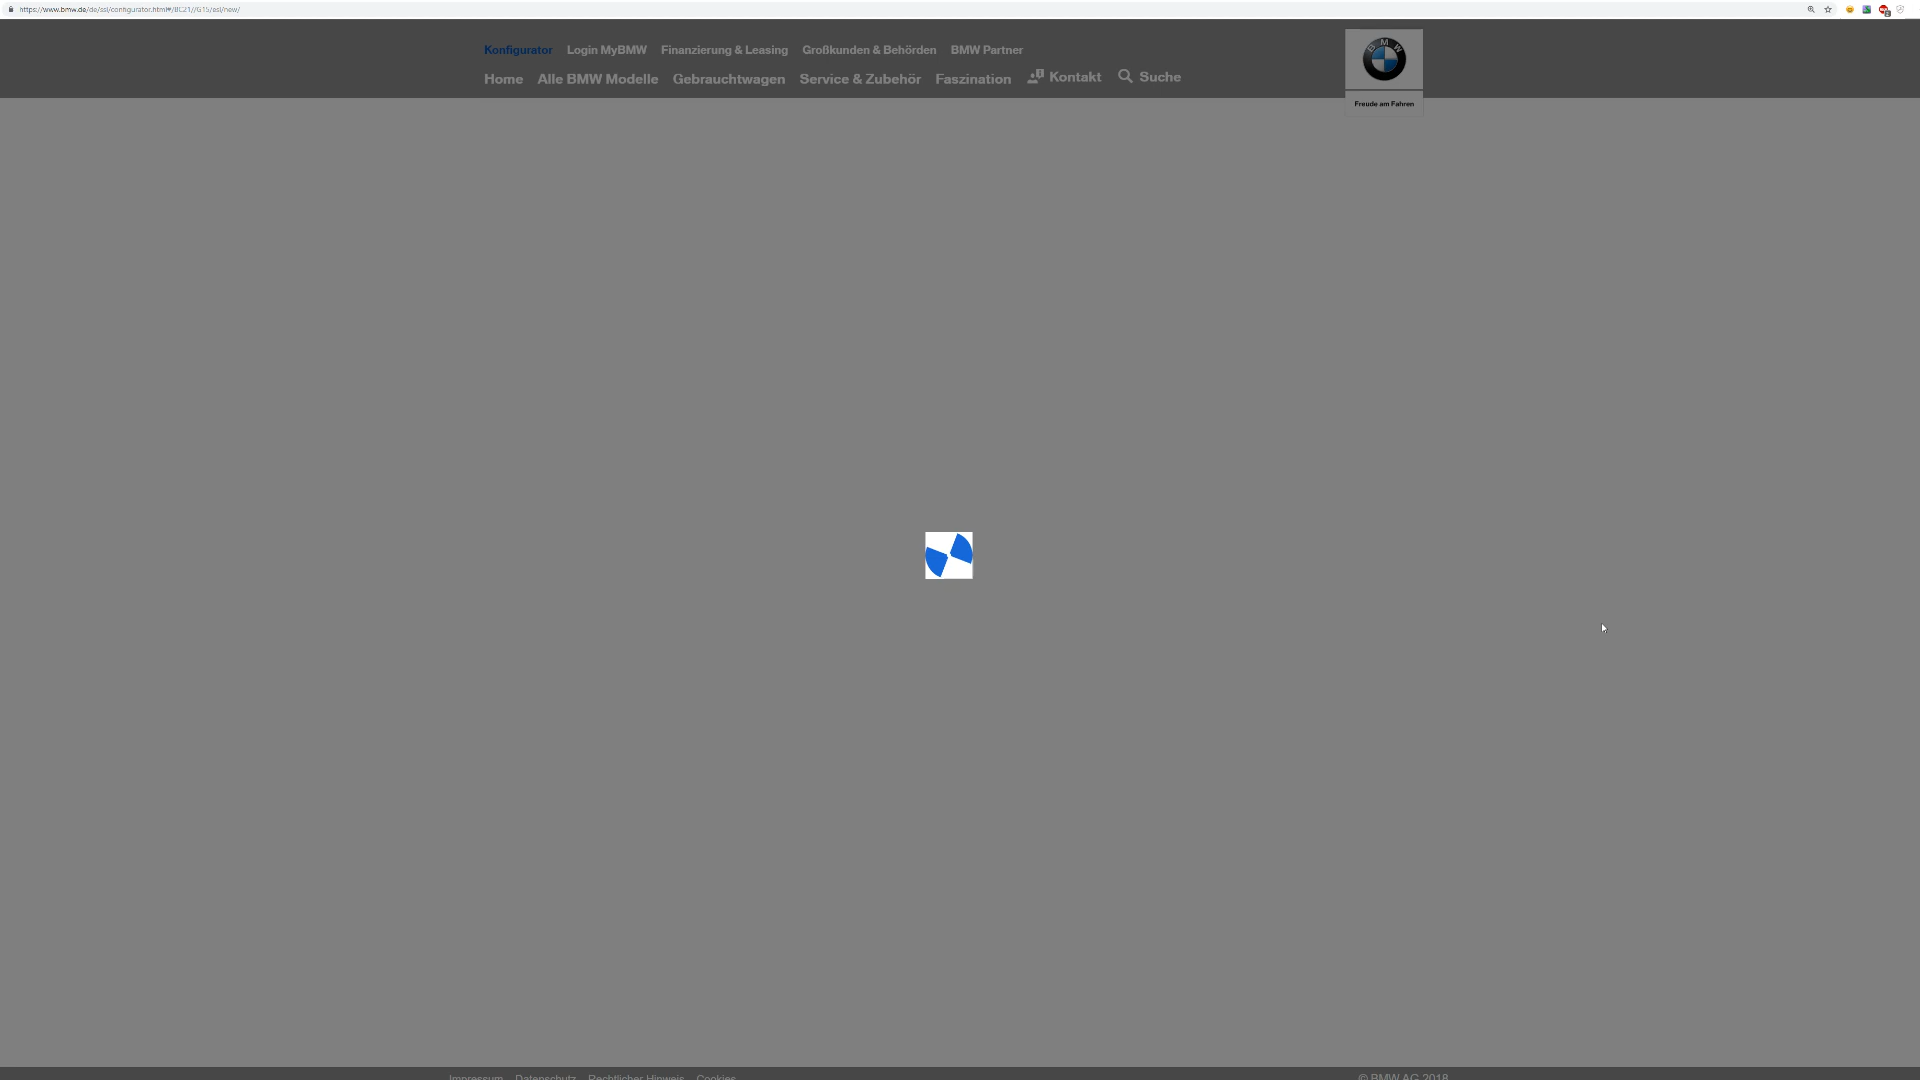 https://www.bmw.de/de/ssl/configurator.html#/BC21//G15/esl/new/
Konfigurator Login MyBMW Finanzierung & Leasing Großkunden & Behörden BMW Partner
Home Alle BMW Modelle Gebrauchtwagen Service & Zubehör Faszination Kontakt Suche
BMW
Freude am Fahren
Impressum Datenschutz Rechtlicher Hinweis Cookies © BMW AG 2018